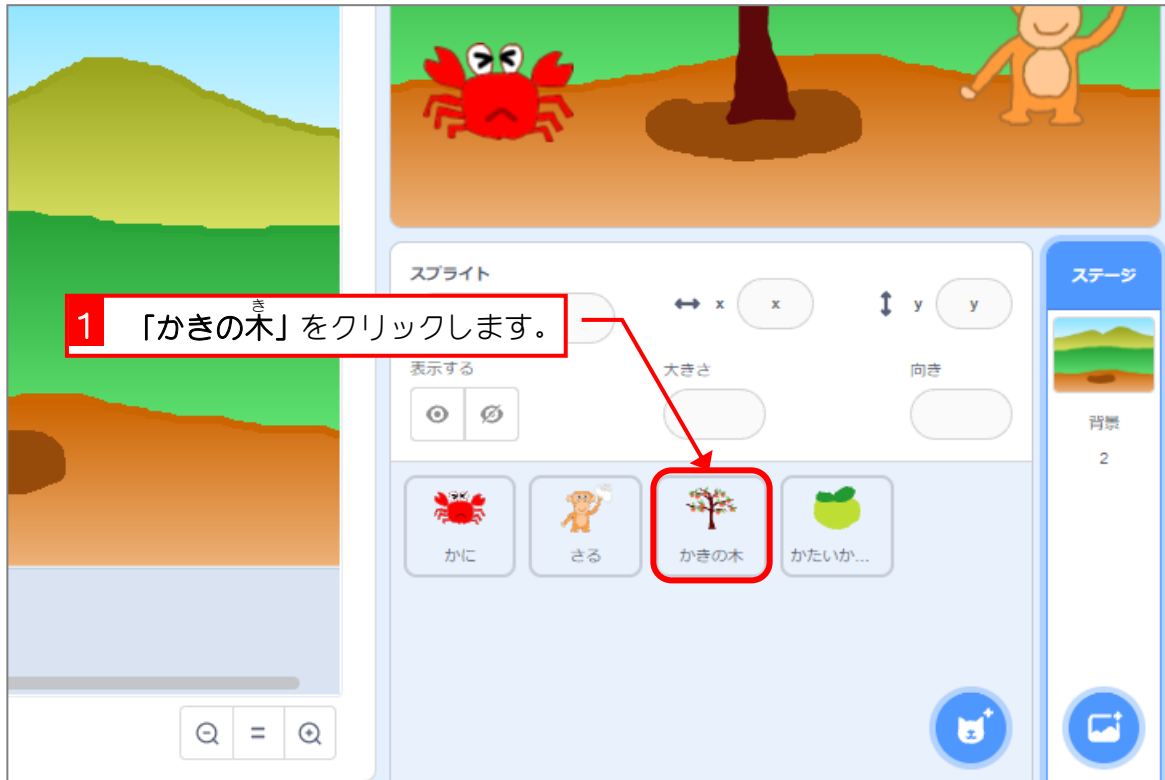 スプライト
x
x
y
y
ステージ
き
1 「かきの木」をクリックします。
表示する
大きさ
向き
背景
2
かに
さる
かきの木
かたいか...